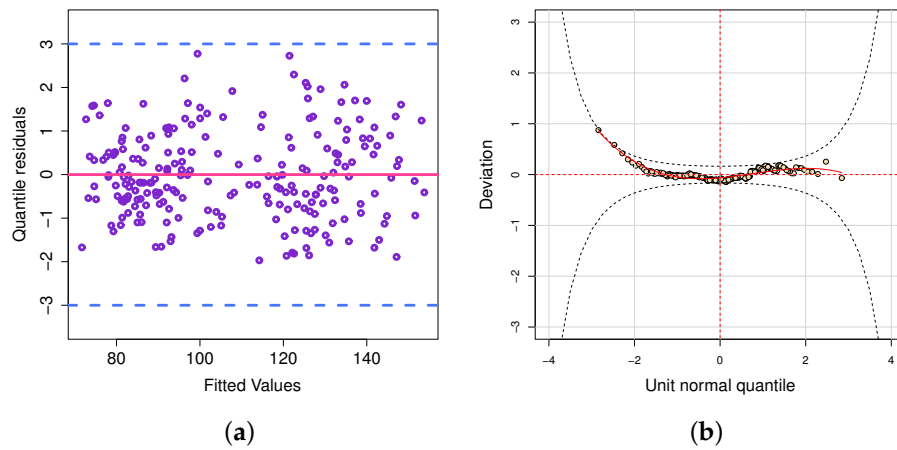 3
2
1
0
−1
−2
−3
Quantile residuals
80 100 120 140
Fitted Values
(a)
3
2
1
0
−1
−2
−3
Deviation
−4 −2 0 2 4
Unit normal quantile
(b)